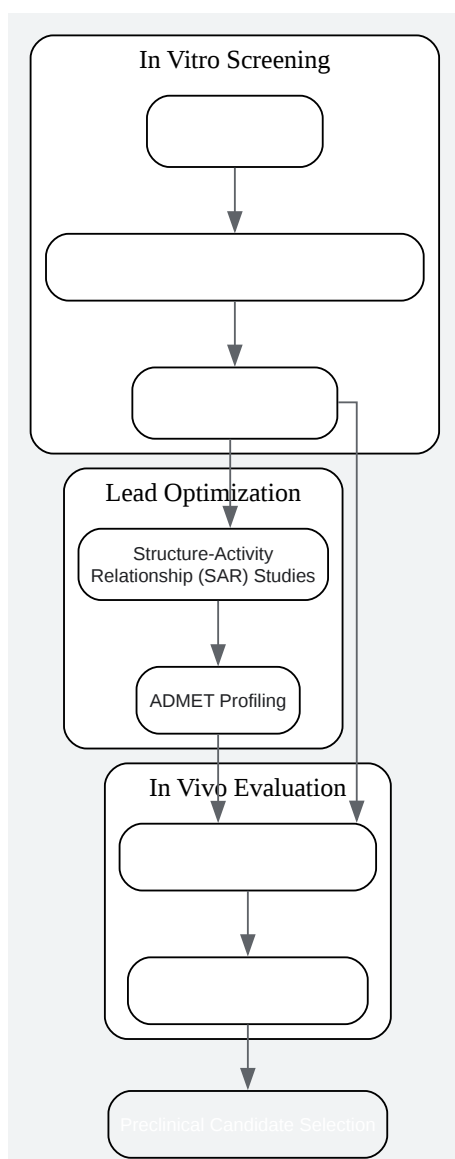 In Vitro Screening
Lead Optimization
Structure-Activity
Relationship (SAR) Studies
ADMET Profiling
In Vivo Evaluation
Preclinical Candidate Selection